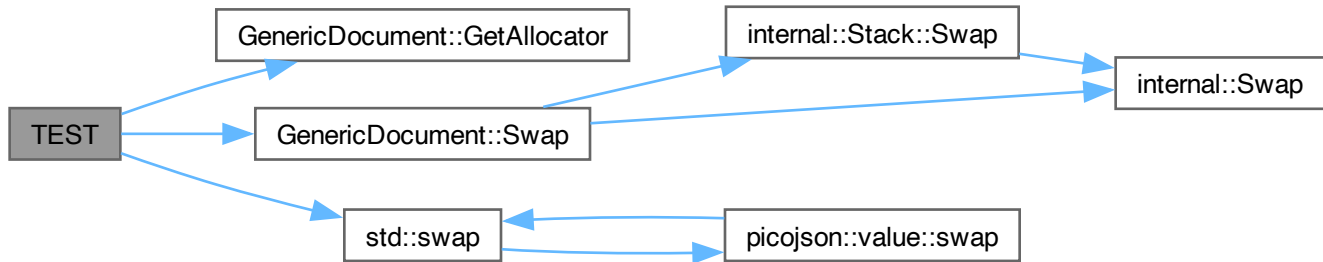 TEST
GenericDocument::GetAllocator
GenericDocument::Swap
internal::Stack::Swap
internal::Swap
std::swap
picojson::value::swap